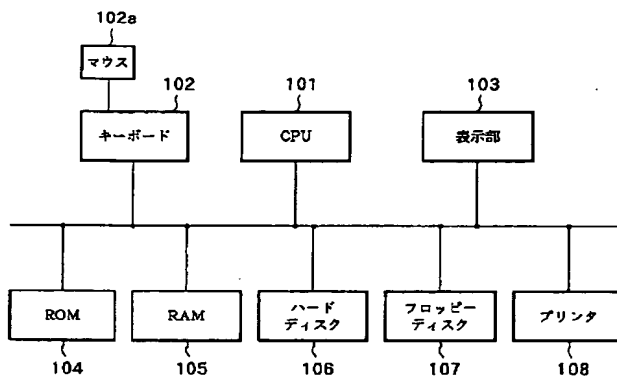 102a
マウス
102
101
103
キーボード
CPU
表示部
ROM
RAM
ハード
ディスク
フロッピー
ディスク
プリンタ
104
105
106
107
108